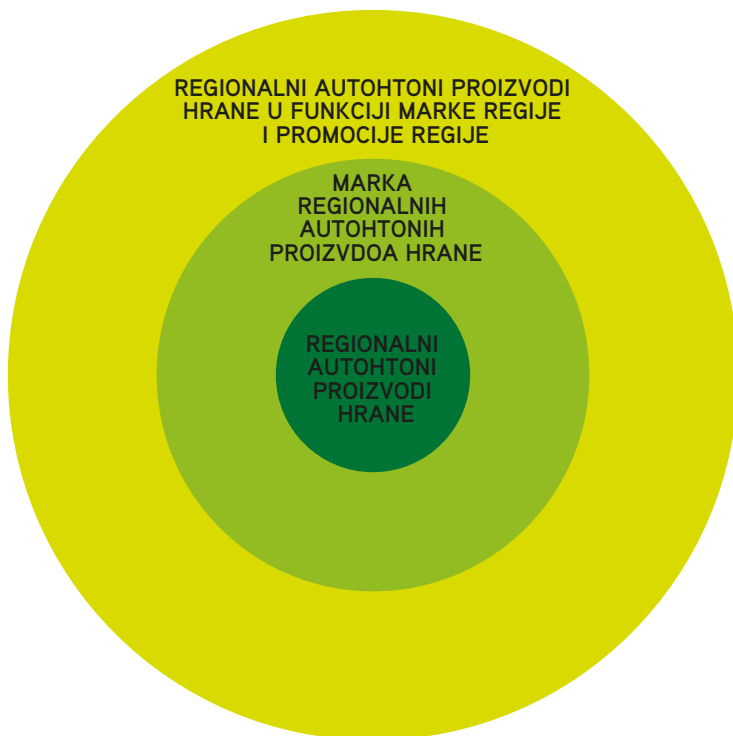 REGIONALNI AUTOHTONI PROIZVODI
HRANE U FUNKCIJI MARKE REGIJE
I PROMOCIJE REGIJE
MARKA
REGIONALNIH
AUTOHTONIH
PROIZVDOA HRANE
REGIONALNI
AUTOHTONI
PROIZVODI
HRANE